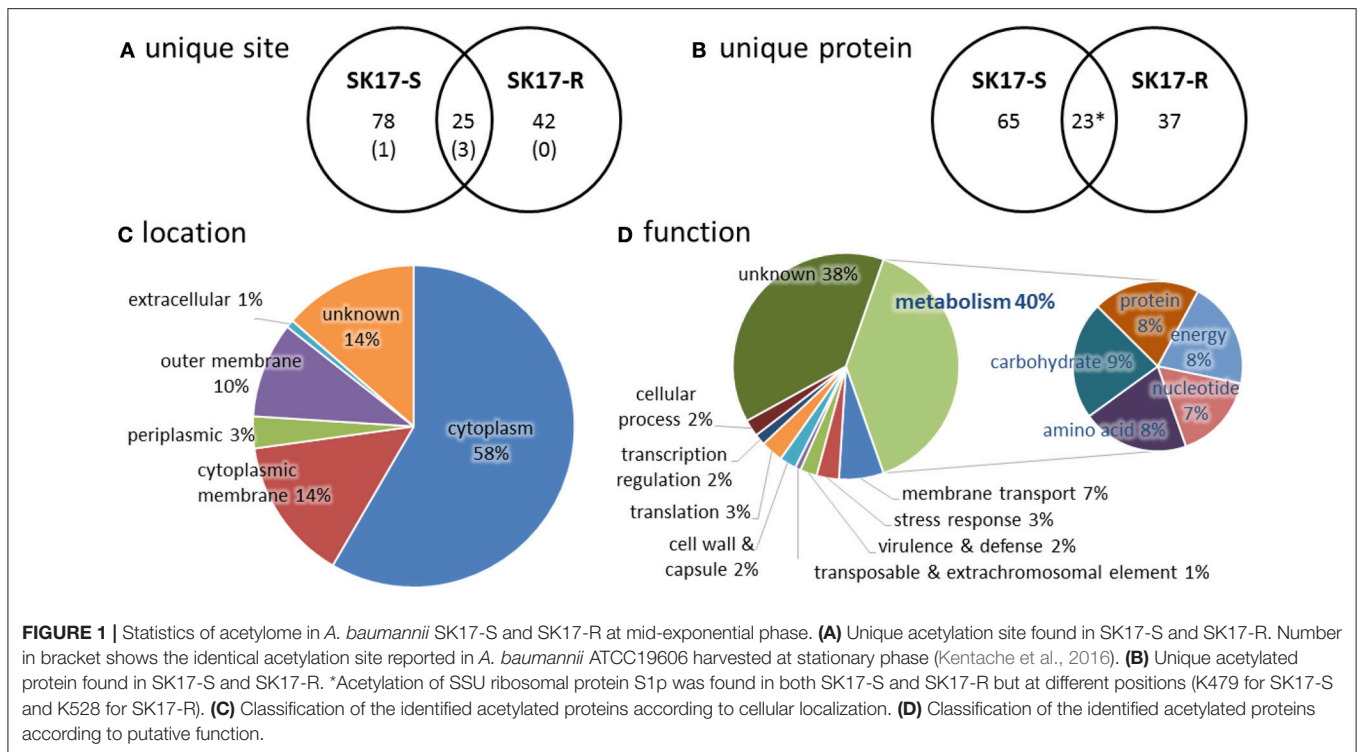 A unique site
SK17-S
SK17-R
78
(1)
25
(3)
42
(0)
B unique protein
SK17-S
SK17-R
65
23*
37
C location
extracellular 1%
unknown
14%
outer membrane
10%
periplasmic 3%
cytoplasmic
membrane 14%
cytoplasm
58%
D function
unknown 38%
metabolism 40%
protein
8%
energy
8%
carbohydrate 9%
nucleotide
7%
amino acid 8%
cellular
process 2%
transcription
regulation 2%
translation 3%
cell wall &
capsule 2%
membrane transport 7%
stress response 3%
virulence & defense 2%
transposable & extrachromosomal element 1%
FIGURE 1 | Statistics of acetylome in A. baumannii SK17-S and SK17-R at mid-exponential phase. (A) Unique acetylation site found in SK17-S and SK17-R. Number
in bracket shows the identical acetylation site reported in A. baumannii ATCC19606 harvested at stationary phase (Kentache et al., 2016). (B) Unique acetylated
protein found in SK17-S and SK17-R. *Acetylation of SSU ribosomal protein S1p was found in both SK17-S and SK17-R but at different positions (K479 for SK17-S
and K528 for SK17-R). (C) Classification of the identified acetylated proteins according to cellular localization. (D) Classification of the identified acetylated proteins
according to putative function.